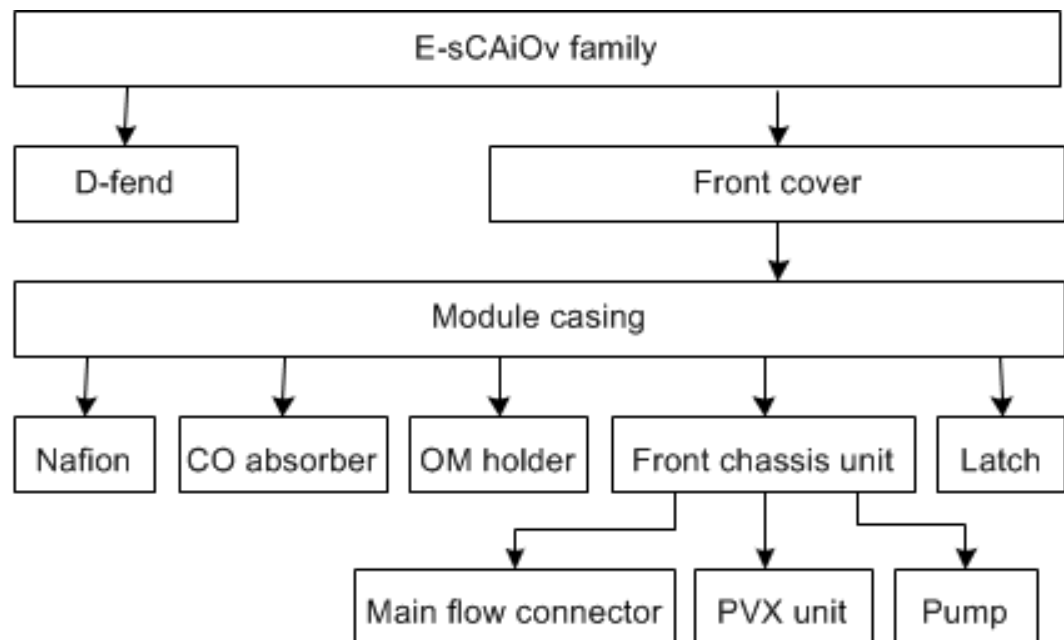 E-sCAiOv family
D-fend
Front cover
Module casing
Nafion
CO absorber
OM holder
Front chassis unit
Latch
Main flow connector
PVX unit
Pump